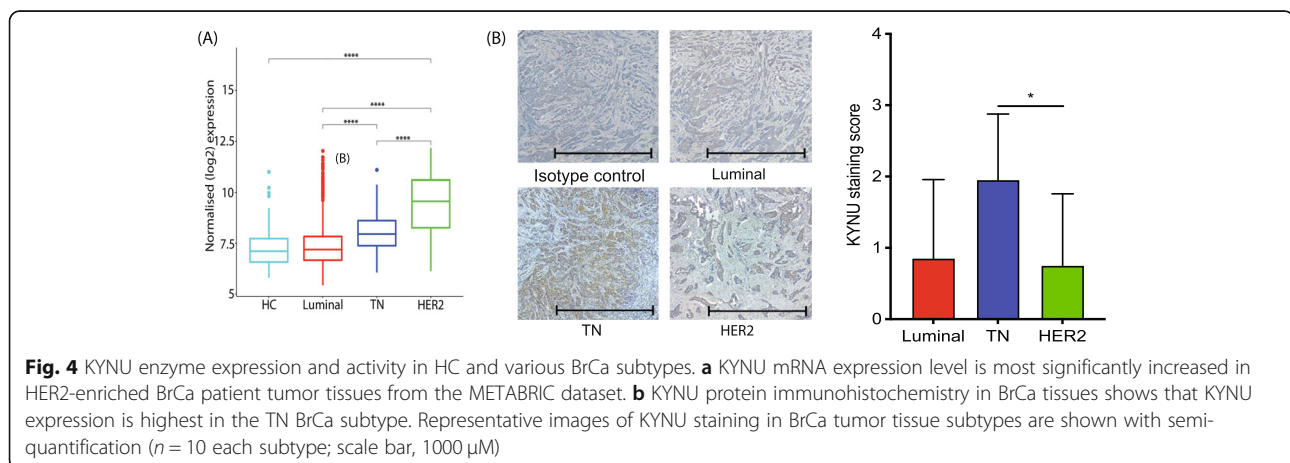 (A)
Normalised (log2) expression
15
12.5
10
7.5
5
****
****
****
****
(B)
HC Luminal TN HER2
(B)
Isotype control Luminal
TN HER2
KYNU staining score
4
3
2
1
0
*
Luminal TN HER2
Fig. 4 KYNU enzyme expression and activity in HC and various BrCa subtypes. a KYNU mRNA expression level is most significantly increased in
HER2-enriched BrCa patient tumor tissues from the METABRIC dataset. b KYNU protein immunohistochemistry in BrCa tissues shows that KYNU
expression is highest in the TN BrCa subtype. Representative images of KYNU staining in BrCa tumor tissue subtypes are shown with semi-
quantification (n = 10 each subtype; scale bar, 1000 μM)